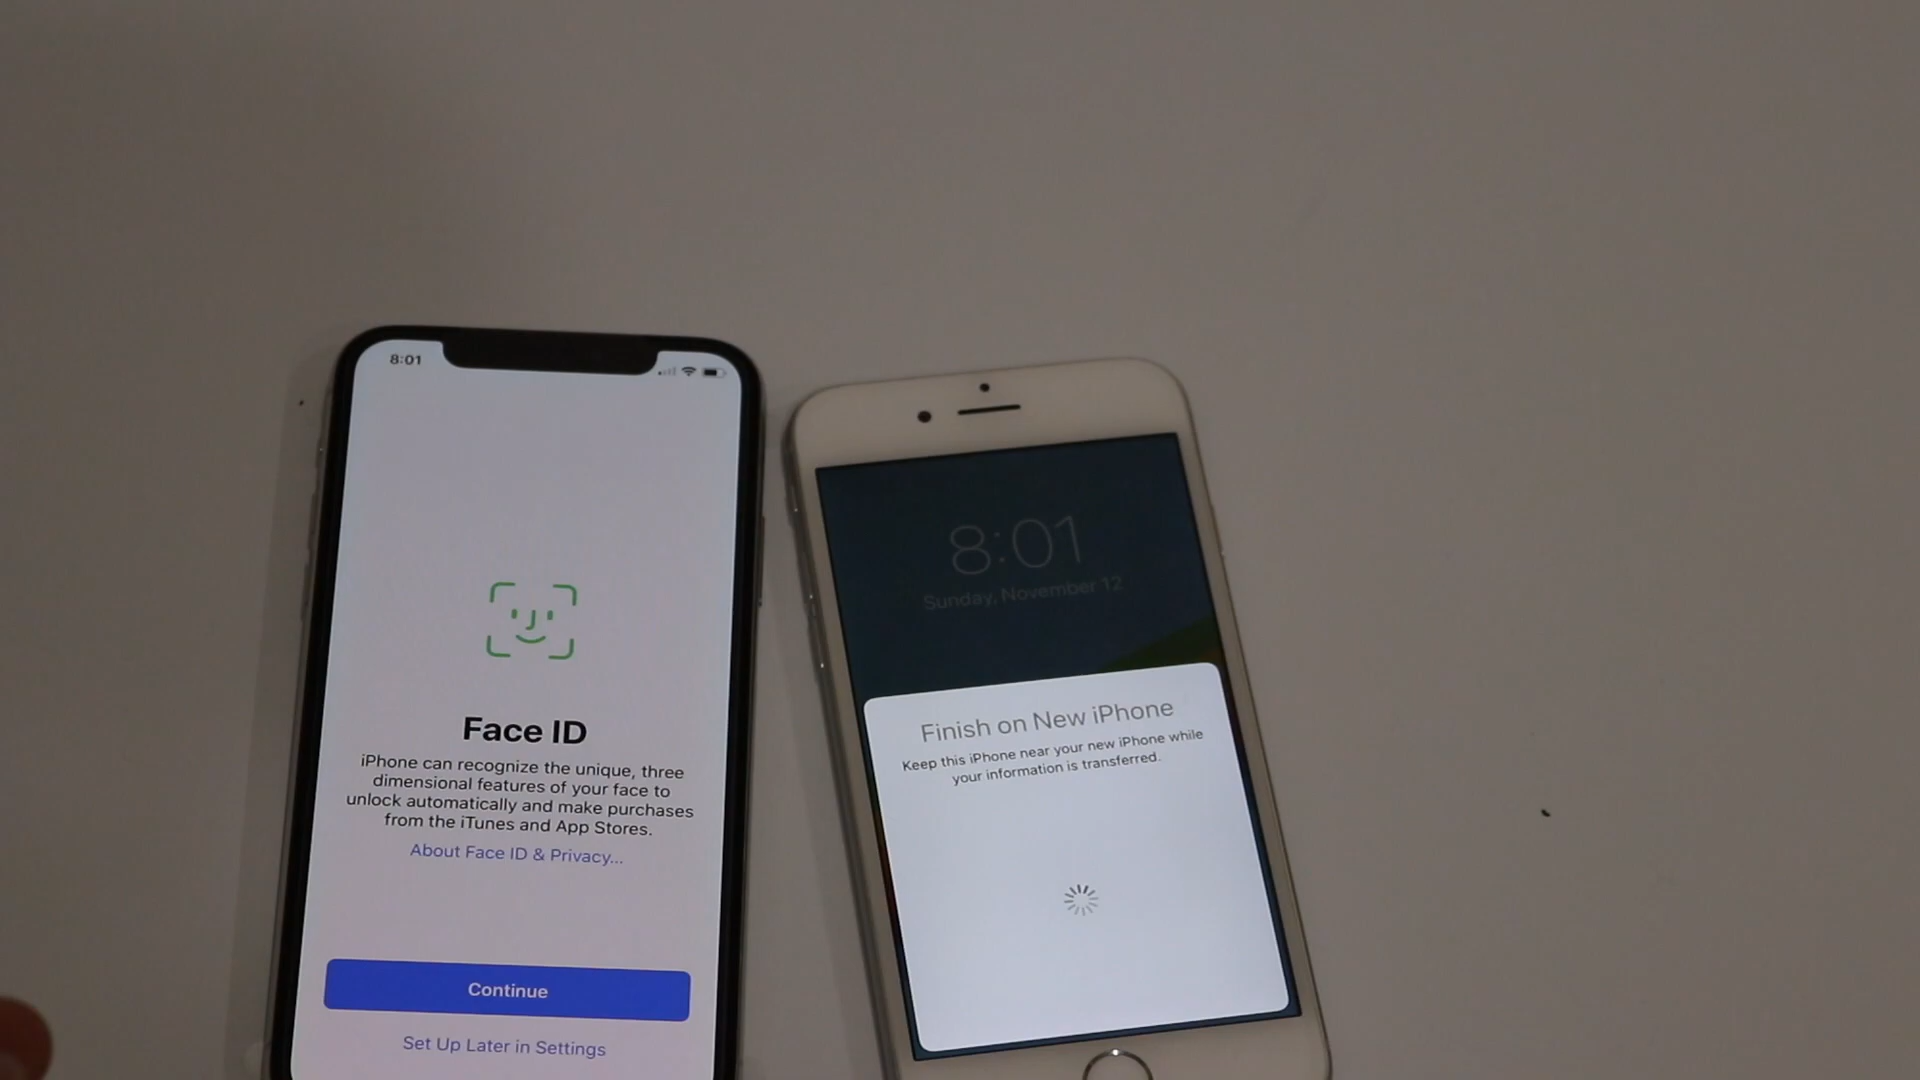 8:01
Face ID
iPhone can recognize the unique, three
dimensional features of your face to
unlock automatically and make purchases
from the iTunes and App Stores.
About Face ID & Privacy...
Continue
Set Up Later in Settings
8:01
Sunday, November 12
Finish on New iPhone
Keep this iPhone near your new iPhone while
your information is transferred.